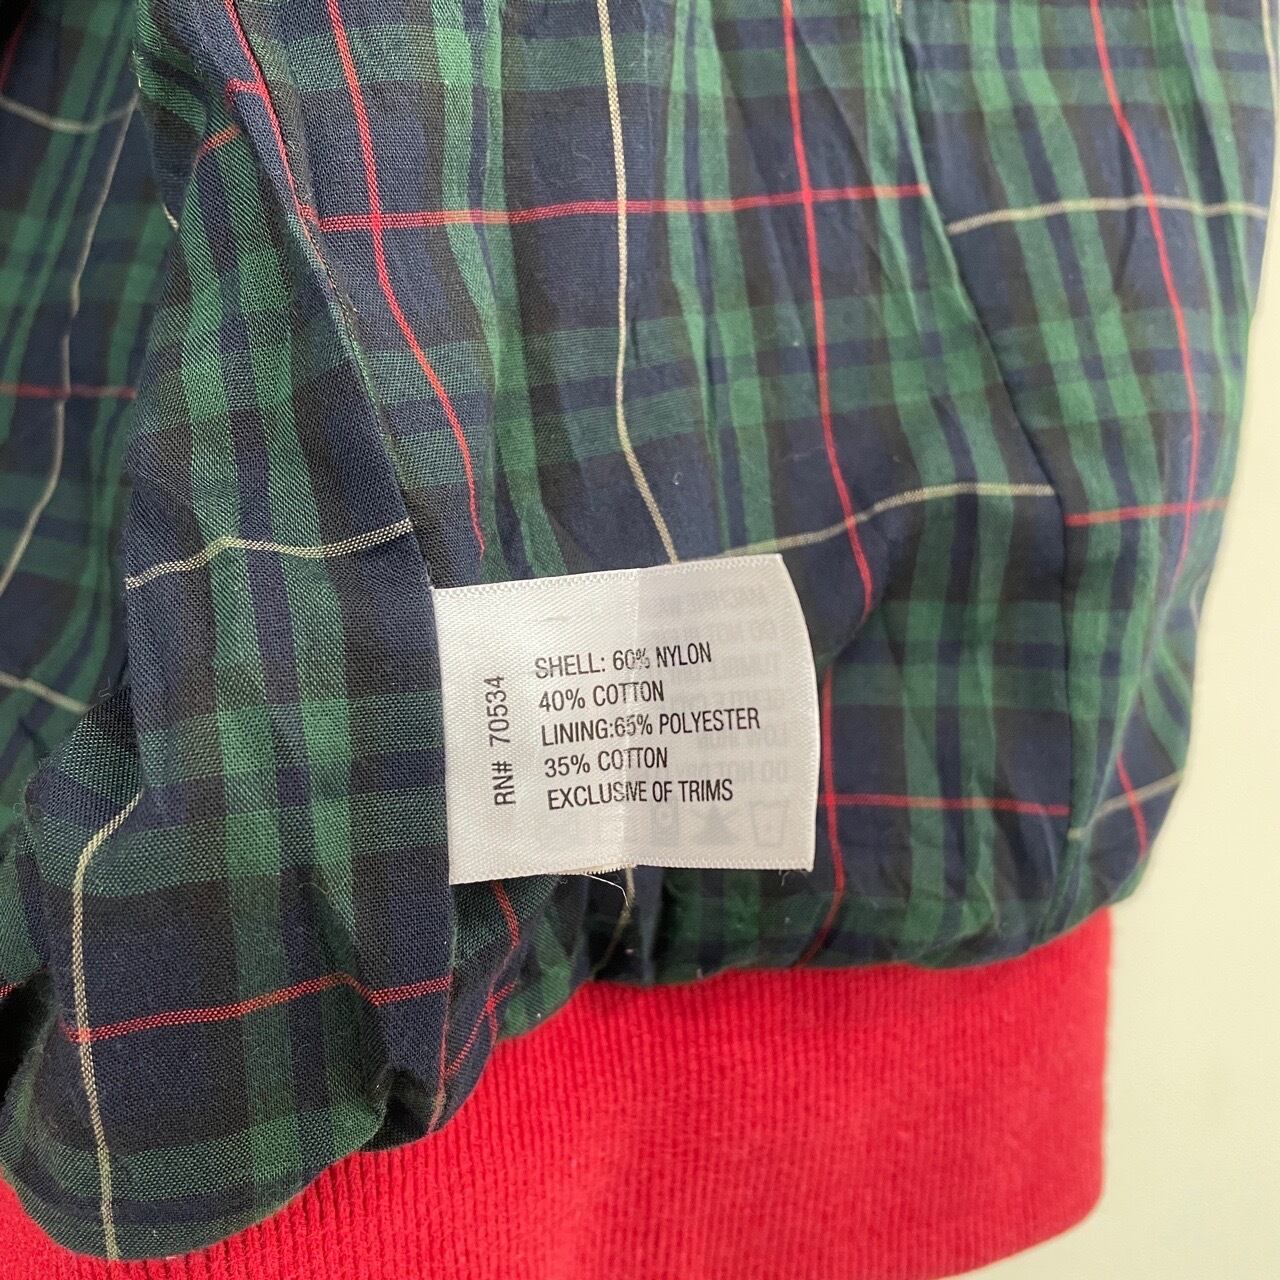 RN# 70534
SHELL: 60% NYLON
40% COTTON
LINING:65% POLYESTER
35% COTTON
EXCLUSIVE OF TRIMS